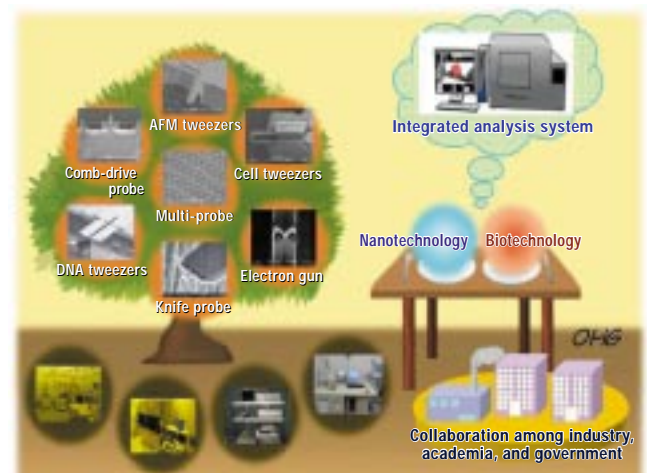 AFM tweezers
Comb-drive
probe
Cell tweezers
Multi-probe
DNA tweezers
Electron gun
Knife probe
Integrated analysis system
Nanotechnology
Biotechnology
OHG
Collaboration among industry,
academia, and government